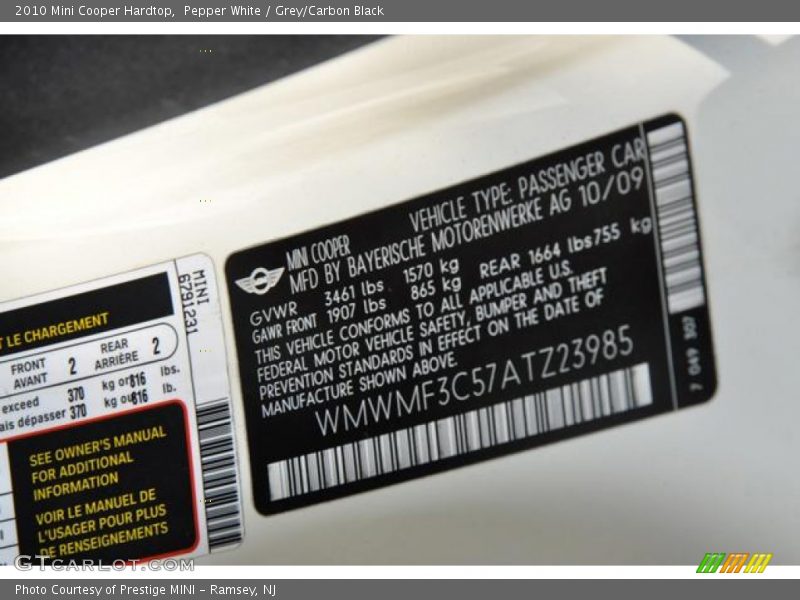 2010 Mini Cooper Hardtop,  Pepper White / Grey/Carbon Black
MINI COOPER
VEHICLE TYPE: PASSENGER CAR
MFD BY BAYERISCHE MOTORENWERKE AG 10/09
GVWR 3461 lbs 1570 kg
GAWR FRONT 1907 lbs 865 kg REAR 1664 lbs 755 kg
THIS VEHICLE CONFORMS TO ALL APPLICABLE U.S.
FEDERAL MOTOR VEHICLE SAFETY, BUMPER AND THEFT
PREVENTION STANDARDS IN EFFECT ON THE DATE OF
MANUFACTURE SHOWN ABOVE
WMWMF3C57ATZ23985
7 049 307
MINI
6791231
LE CHARGEMENT
FRONT 2 REAR 2
AVANT ARRIÈRE
exceed 370 kg or 816 lbs.
dépasser 370 kg ou 816 lb.
SEE OWNER'S MANUAL
FOR ADDITIONAL
INFORMATION
VOIR LE MANUEL DE
L'USAGER POUR PLUS
DE RENSEIGNEMENTS
GTCARLOT.COM
Photo Courtesy of Prestige MINI - Ramsey, NJ